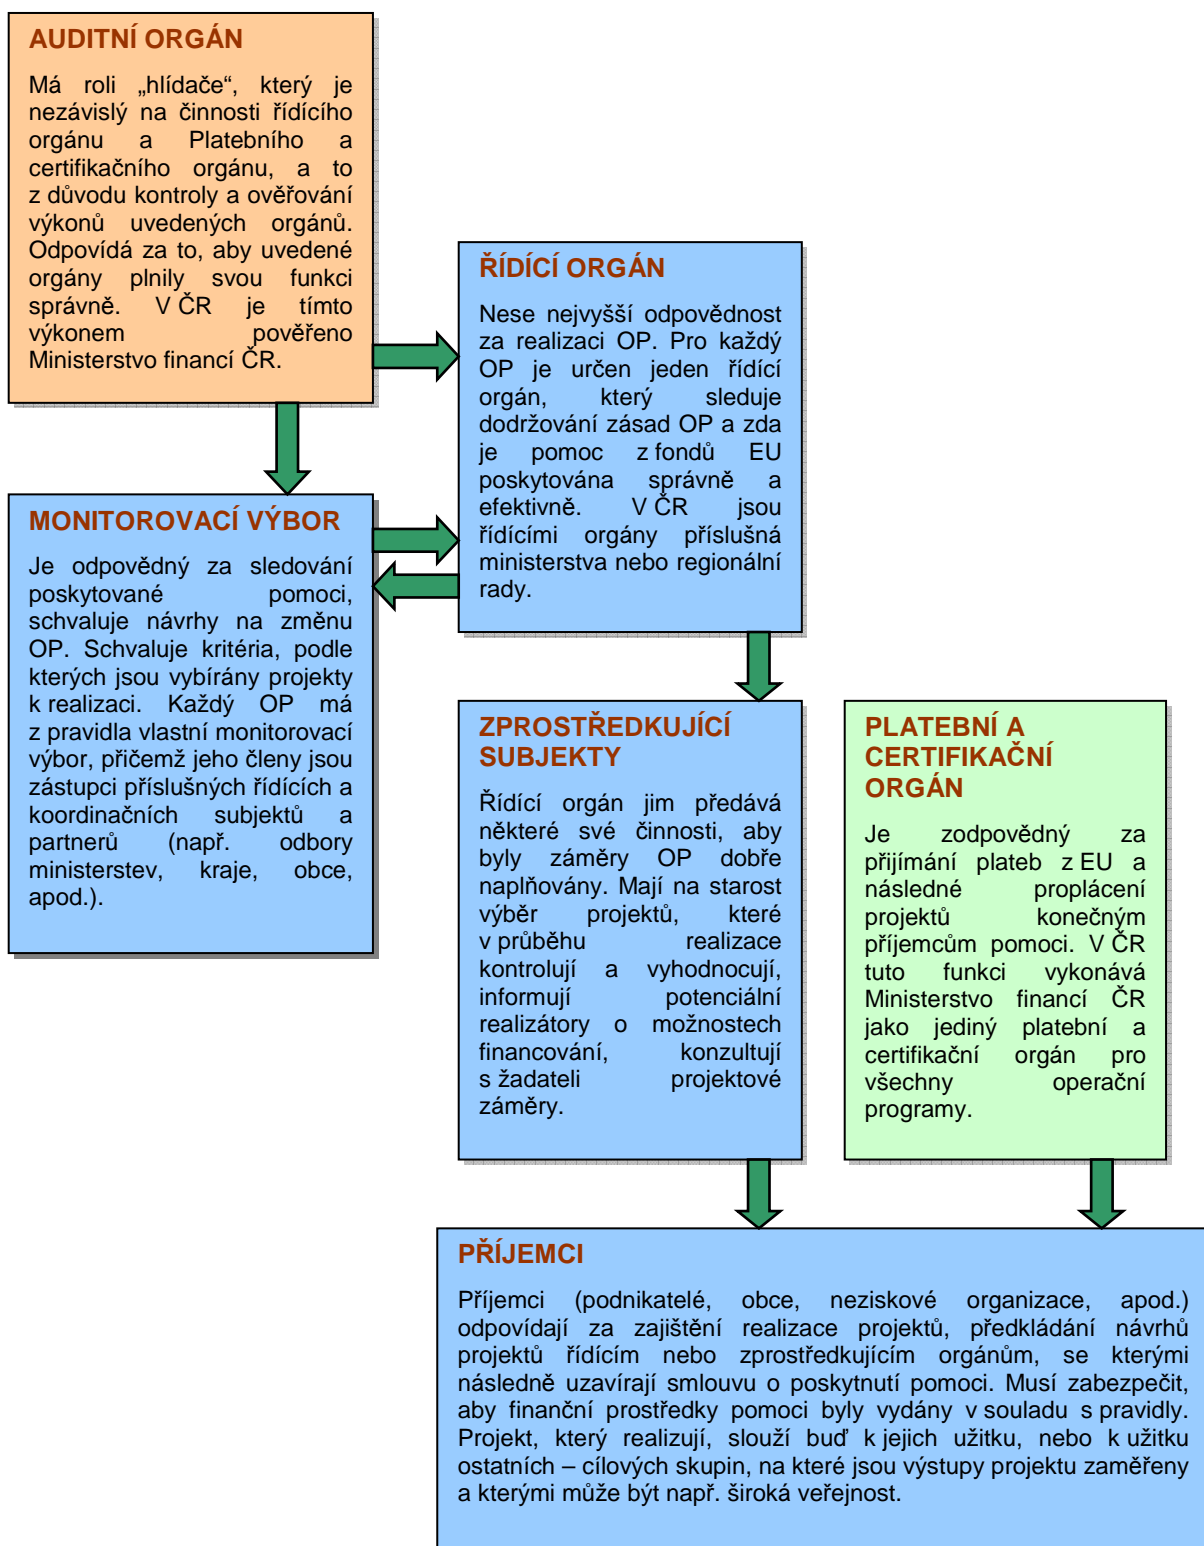 AUDITNÍ ORGÁN
Má roli „hlídače“, který je
nezávislý na činnosti řídícího
orgánu a Platebního a
certifikačního orgánu, a to
z důvodu kontroly a ověřování
výkonů uvedených orgánů.
Odpovídá za to, aby uvedené
orgány plnily svou funkci
správně. V ČR je tímto
výkonem pověřeno
Ministerstvo financí ČR.
ŘÍDÍCÍ ORGÁN
Nese nejvyšší odpovědnost
za realizaci OP. Pro každý
OP je určen jeden řídící
orgán, který sleduje
dodržování zásad OP a zda
je pomoc z fondů EU
poskytována správně a
efektivně. V ČR jsou
řídícími orgány příslušná
ministerstva nebo regionální
rady.
MONITOROVACÍ VÝBOR
Je odpovědný za sledování
poskytované pomoci,
schvaluje návrhy na změnu
OP. Schvaluje kritéria, podle
kterých jsou vybírány projekty
k realizaci. Každý OP má
z pravidla vlastní monitorovací
výbor, přičemž jeho členy jsou
zástupci příslušných řídících a
koordinačních subjektů a
partnerů (např. odbory
ministerstev, kraje, obce,
apod.).
ZPROSTŘEDKUJÍCÍ
SUBJEKTY
Řídící orgán jim předává
některé své činnosti, aby
byly záměry OP dobře
naplňovány. Mají na starost
výběr projektů, které
v průběhu realizace
kontrolují a vyhodnocují,
informují potenciální
realizátory o možnostech
financování, konzultují
s žadateli projektové
záměry.
PLATEBNÍ A
CERTIFIKAČNÍ
ORGÁN
Je zodpovědný za
přijímání plateb z EU a
následné proplácení
projektů konečným
příjemcům pomoci. V ČR
tuto funkci vykonává
Ministerstvo financí ČR
jako jediný platební a
certifikační orgán pro
všechny operační
programy.
PŘÍJEMCI
Příjemci (podnikatelé, obce, neziskové organizace, apod.)
odpovídají za zajištění realizace projektů, předkládání návrhů
projektů řídícím nebo zprostředkujícím orgánům, se kterými
následně uzavírají smlouvu o poskytnutí pomoci. Musí zabezpečit,
aby finanční prostředky pomoci byly vydány v souladu s pravidly.
Projekt, který realizují, slouží buď k jejich užitku, nebo k užitku
ostatních – cílových skupin, na které jsou výstupy projektu zaměřeny
a kterými může být např. široká veřejnost.